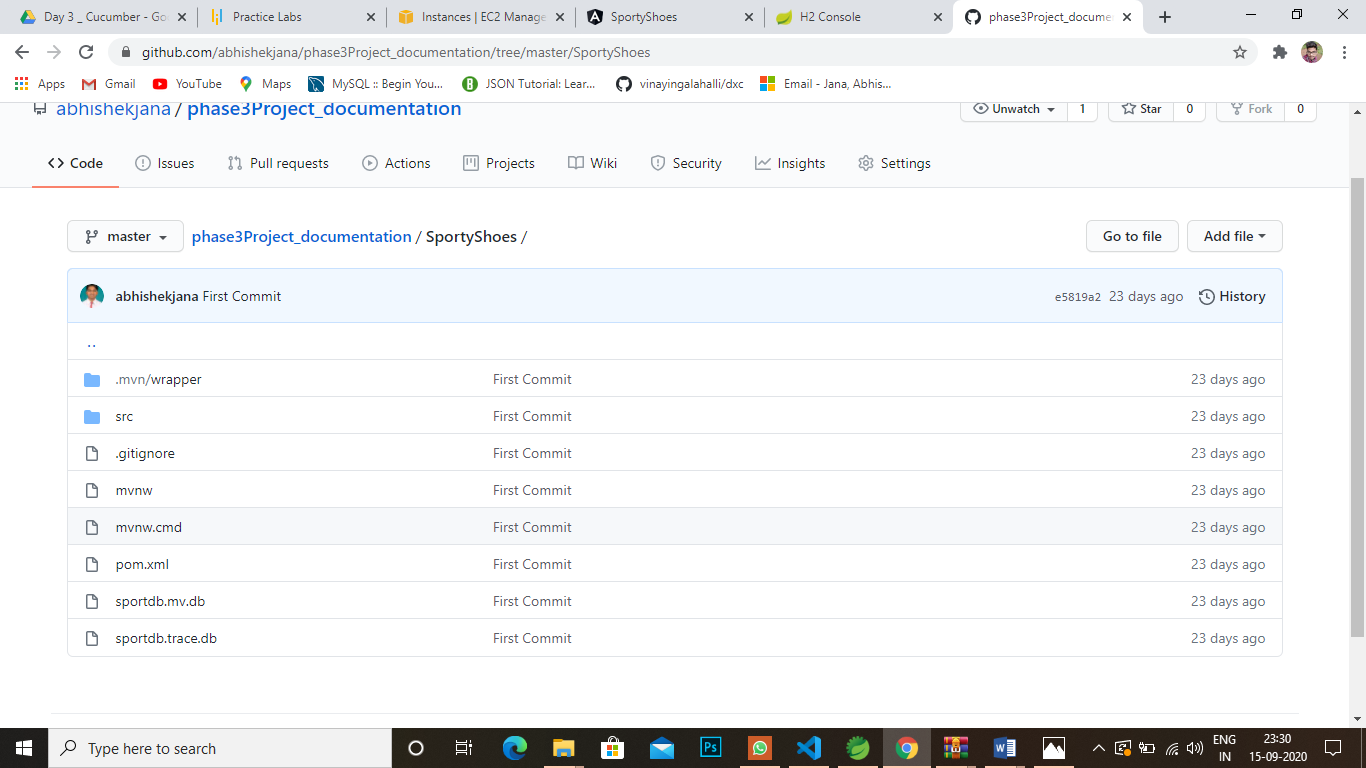 Day 3 _ Cucumber - Go
Practice Labs
Instances | EC2 Manage
SportyShoes
H2 Console
phase3Project_documen
github.com/abhishekjana/phase3Project_documentation/tree/master/SportyShoes
Apps
Gmail
YouTube
Maps
MySQL :: Begin You...
JSON Tutorial: Lear...
vinayingalahalli/dxc
Email - Jana, Abhis...
abhishekjana / phase3Project_documentation
Unwatch 1
Star 0
Fork 0
Code
Issues
Pull requests
Actions
Projects
Wiki
Security
Insights
Settings
master
phase3Project_documentation / SportyShoes /
Go to file
Add file
abhishekjana First Commit
e5819a2 23 days ago
History
..
.mvn/wrapper First Commit 23 days ago
src First Commit 23 days ago
.gitignore First Commit 23 days ago
mvnw First Commit 23 days ago
mvnw.cmd First Commit 23 days ago
pom.xml First Commit 23 days ago
sportdb.mv.db First Commit 23 days ago
sportdb.trace.db First Commit 23 days ago
Type here to search
Ps
ENG
IN
23:30
15-09-2020